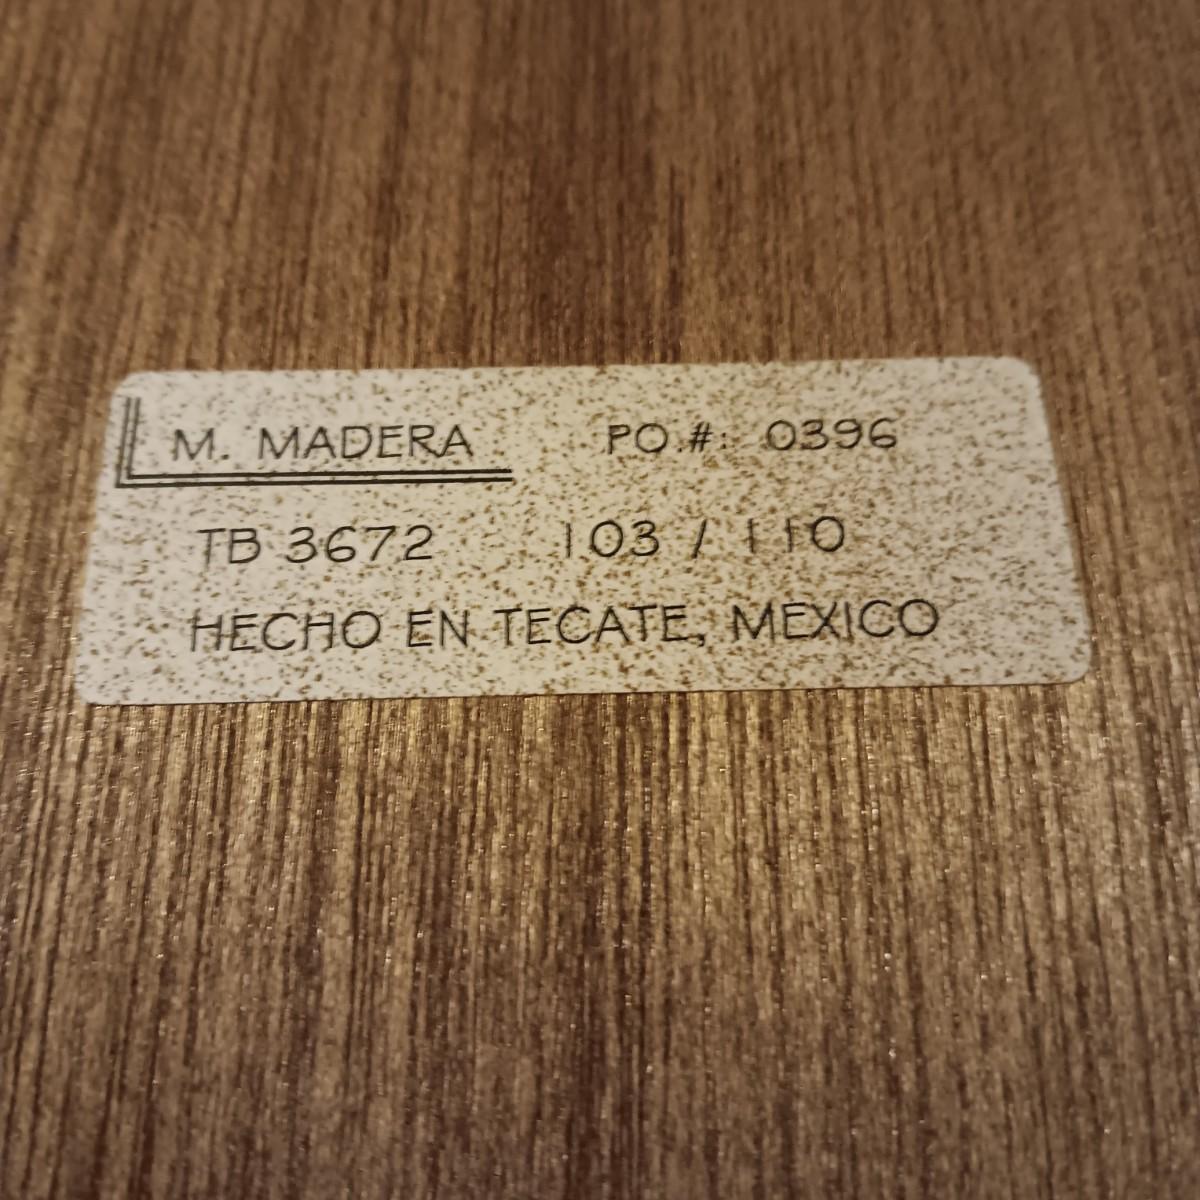 M. MADERA PO.#: 0396
TB 3672 103 / 110
HECHO EN TECATE, MEXICO